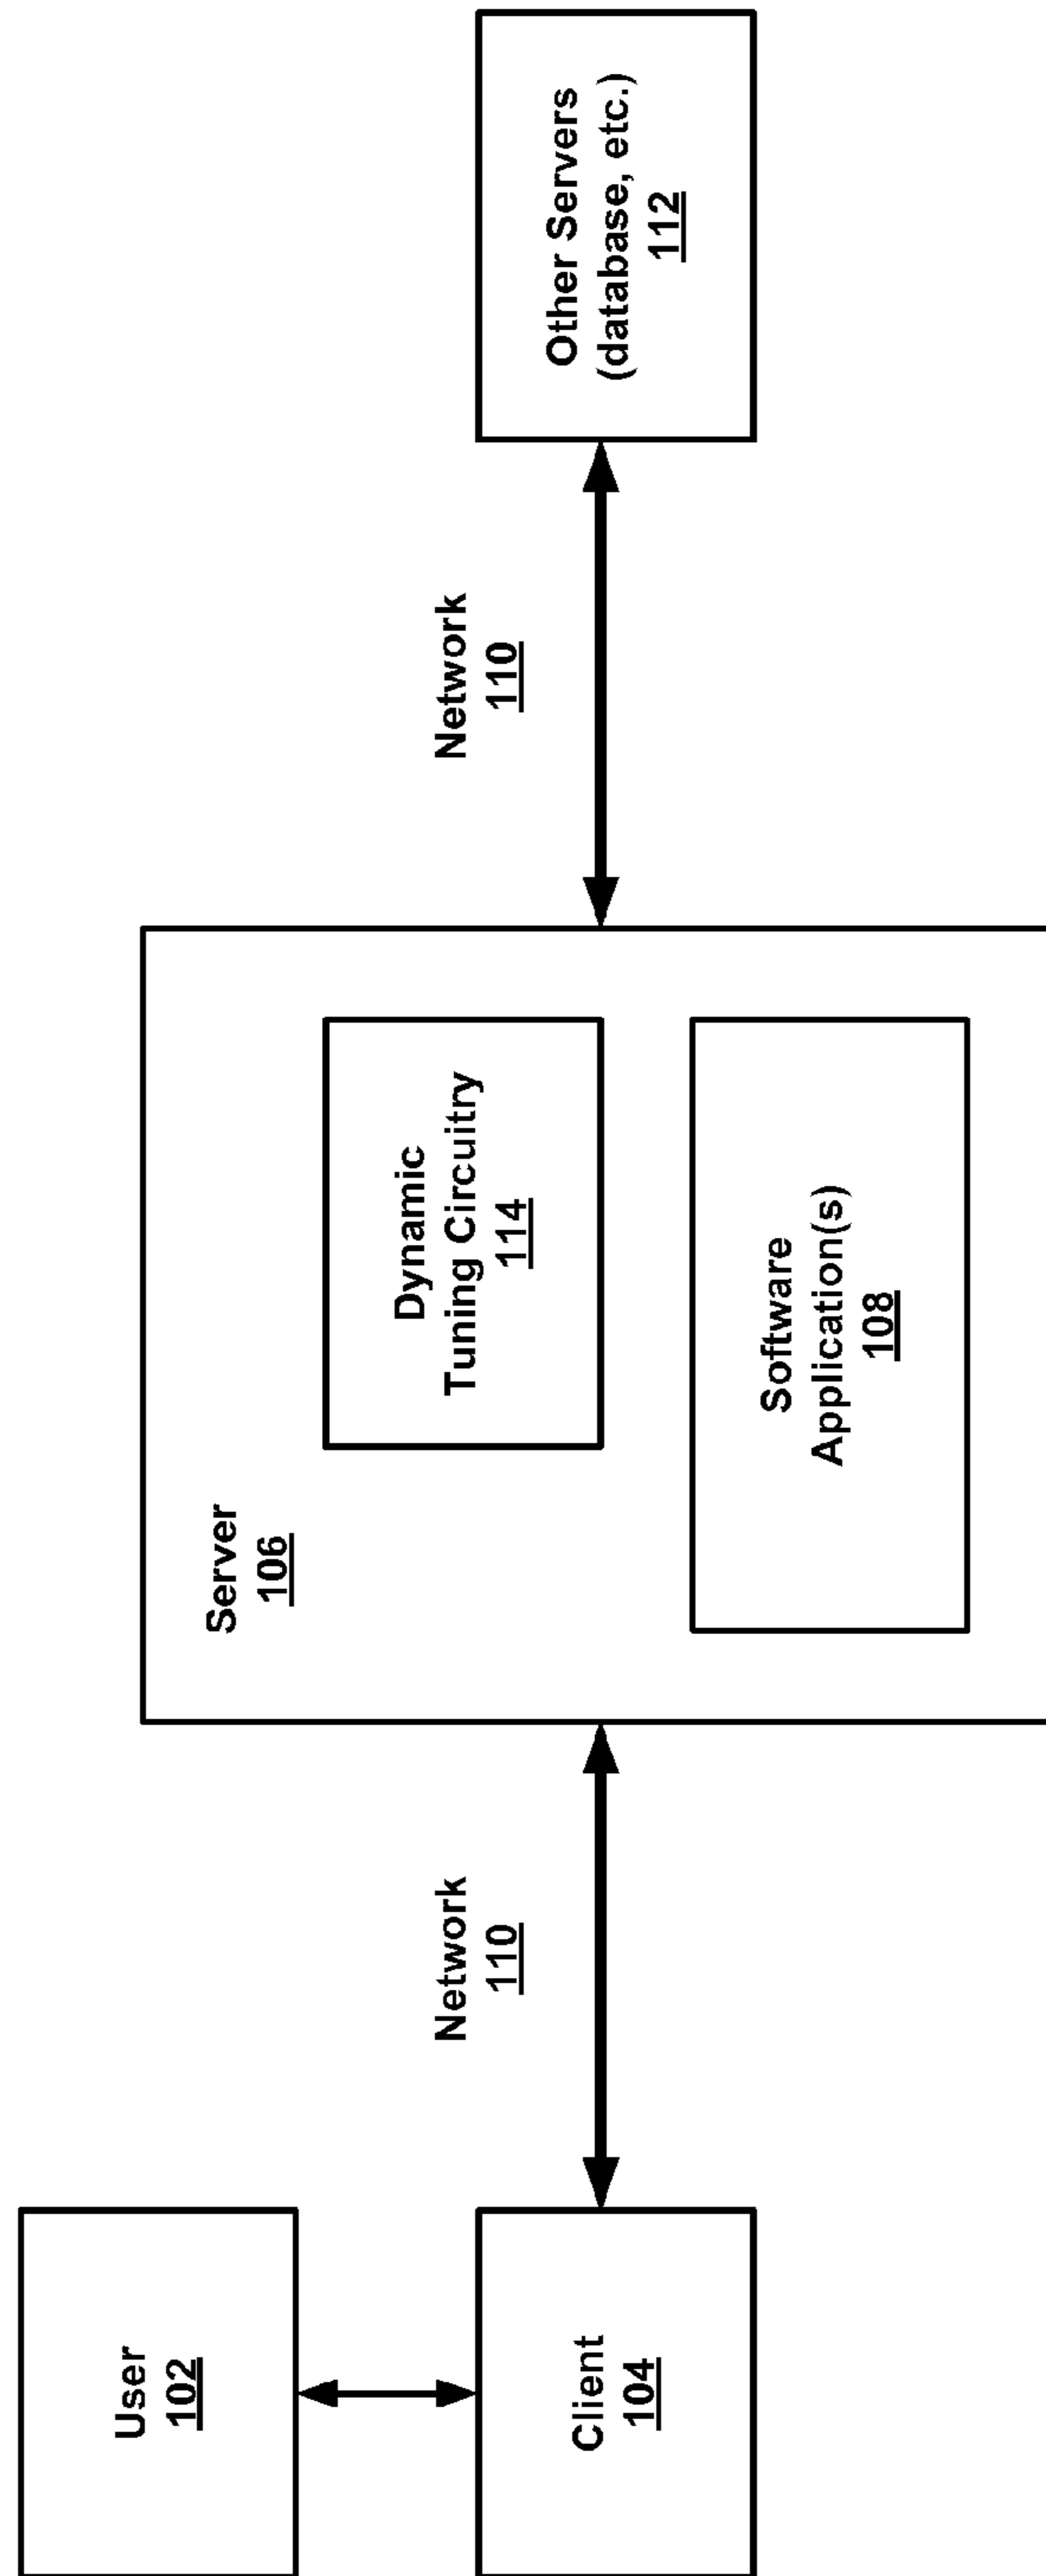 User
102
Client
104
Network
110
Server
106
Dynamic
Tuning Circuitry
114
Software
Application(s)
108
Network
110
Other Servers
(database, etc.)
112